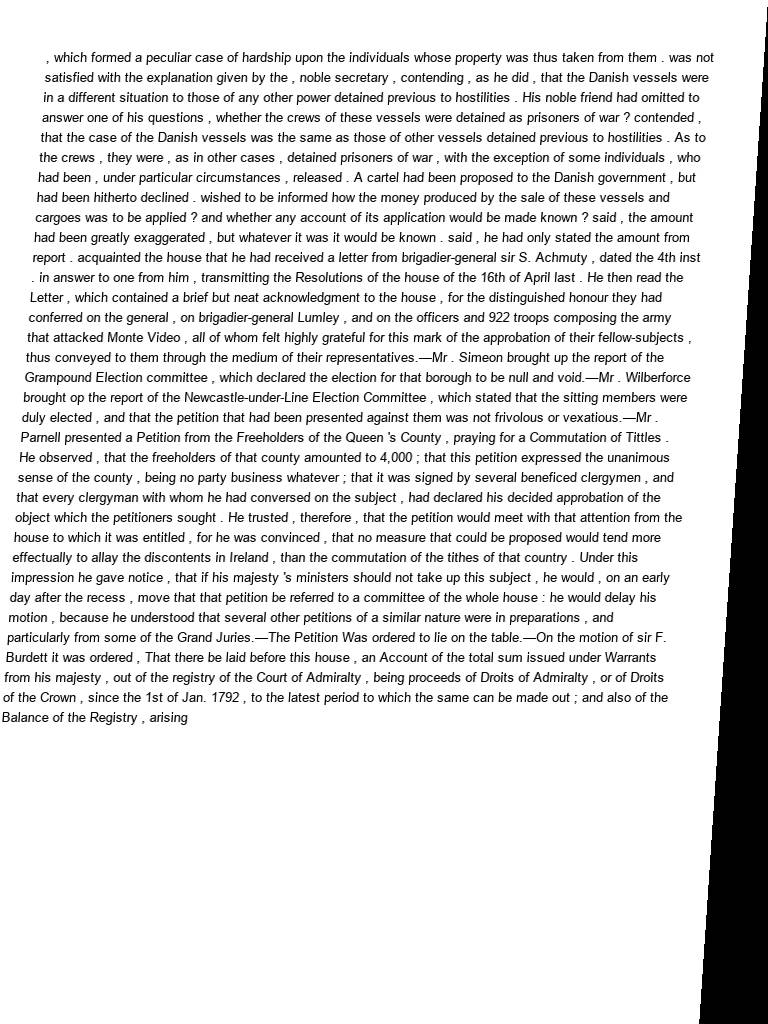 , which formed a peculiar case of hardship upon the individuals whose property was thus taken from them . was not
satisfied with the explanation given by the , noble secretary , contending , as he did , that the Danish vessels were
in a different situation to those of any other power detained previous to hostilities . His noble friend had omitted to
answer one of his questions , whether the crews of these vessels were detained as prisoners of war ? contended ,
that the case of the Danish vessels was the same as those of other vessels detained previous to hostilities . As to
the crews , they were , as in other cases , detained prisoners of war , with the exception of some individuals , who
had been , under particular circumstances , released . A cartel had been proposed to the Danish government , but
had been hitherto declined . wished to be informed how the money produced by the sale of these vessels and
cargoes was to be applied ? and whether any account of its application would be made known ? said , the amount
had been greatly exaggerated , but whatever it was it would be known . said , he had only stated the amount from
report . acquainted the house that he had received a letter from brigadier-general sir S. Achmuty , dated the 4th inst
. in answer to one from him , transmitting the Resolutions of the house of the 16th of April last . He then read the
Letter , which contained a brief but neat acknowledgment to the house , for the distinguished honour they had
conferred on the general , on brigadier-general Lumley , and on the officers and 922 troops composing the army
that attacked Monte Video , all of whom felt highly grateful for this mark of the approbation of their fellow-subjects ,
thus conveyed to them through the medium of their representatives.—Mr . Simeon brought up the report of the
Grampound Election committee , which declared the election for that borough to be null and void.—Mr . Wilberforce
brought op the report of the Newcastle-under-Line Election Committee , which stated that the sitting members were
duly elected , and that the petition that had been presented against them was not frivolous or vexatious.—Mr .
Parnell presented a Petition from the Freeholders of the Queen 's County , praying for a Commutation of Tittles .
He observed , that the freeholders of that county amounted to 4,000 ; that this petition expressed the unanimous
sense of the county , being no party business whatever ; that it was signed by several beneficed clergymen , and
that every clergyman with whom he had conversed on the subject , had declared his decided approbation of the
object which the petitioners sought . He trusted , therefore , that the petition would meet with that attention from the
house to which it was entitled , for he was convinced , that no measure that could be proposed would tend more
effectually to allay the discontents in Ireland , than the commutation of the tithes of that country . Under this
impression he gave notice , that if his majesty 's ministers should not take up this subject , he would , on an early
day after the recess , move that that petition be referred to a committee of the whole house : he would delay his
motion , because he understood that several other petitions of a similar nature were in preparations , and
particularly from some of the Grand Juries.—The Petition Was ordered to lie on the table.—On the motion of sir F.
Burdett it was ordered , That there be laid before this house , an Account of the total sum issued under Warrants
from his majesty , out of the registry of the Court of Admiralty , being proceeds of Droits of Admiralty , or of Droits
of the Crown , since the 1st of Jan. 1792 , to the latest period to which the same can be made out ; and also of the
Balance of the Registry , arising